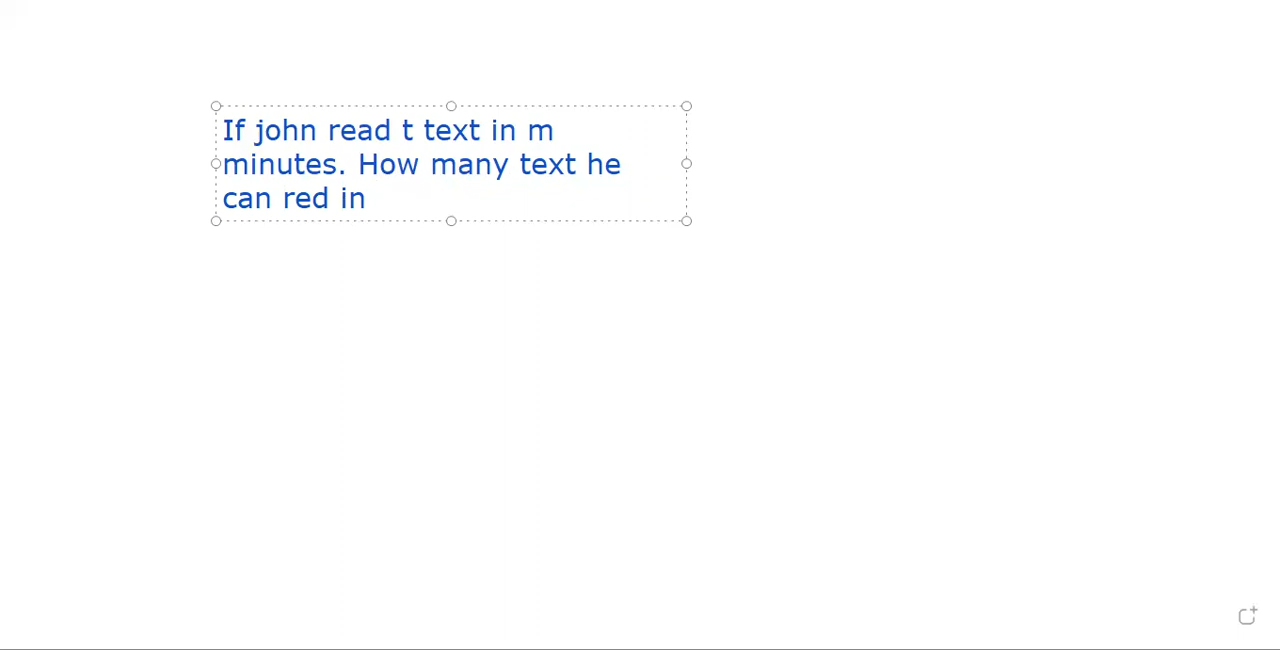 If john read t text in m
minutes. How many text he
can red in